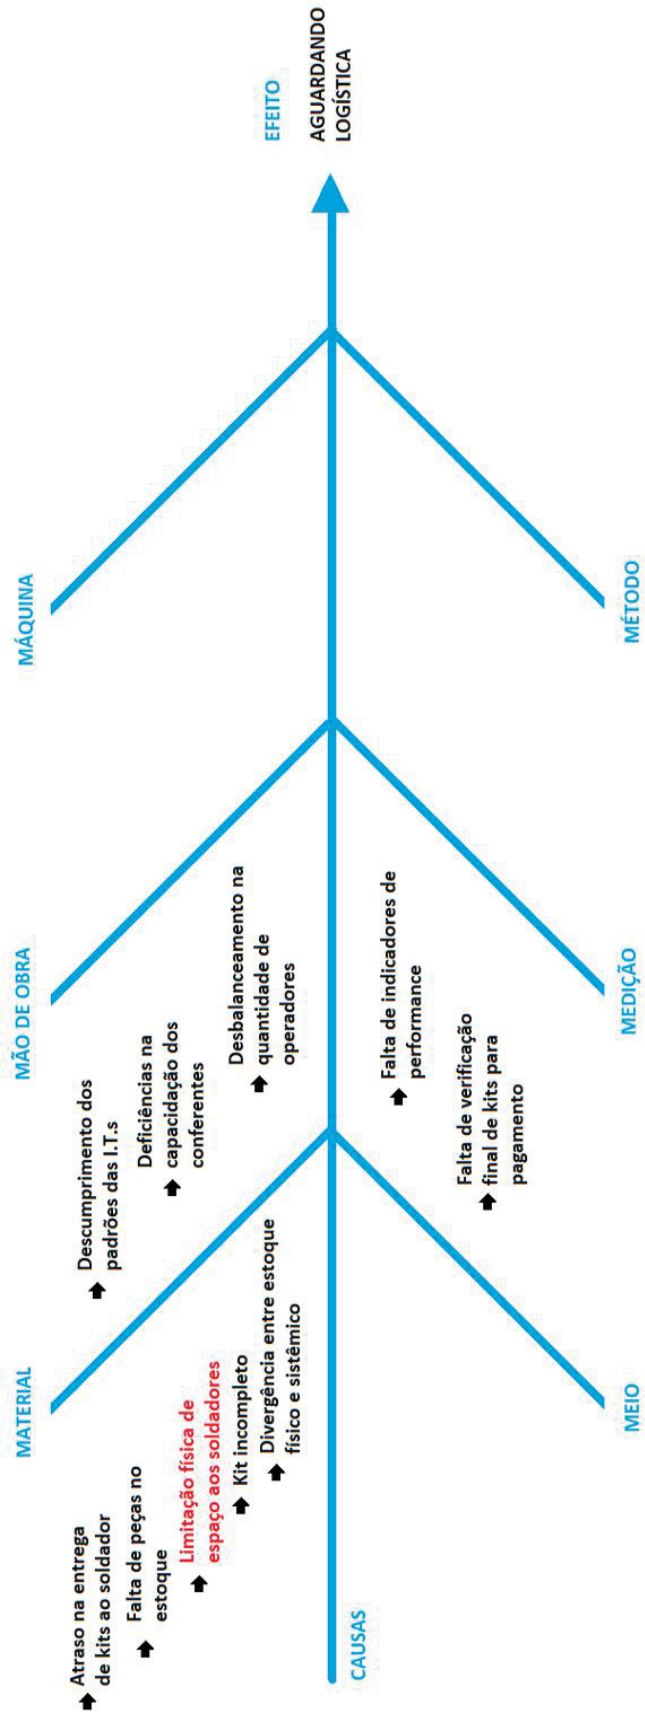 MATERIAL
MÃO DE OBRA
MÁQUINA
Atraso na entrega
de kits ao soldador
Falta de peças no
estoque
Limitação física de
espaço aos soldadores
Kit incompleto
Divergência entre estoque
físico e sistêmico
Descumprimento dos
padrões das I.T.s
Deficiências na
capacidação dos
conferentes
Desbalanceamento na
quantidade de
operadores
EFEITO
AGUARDANDO
LOGÍSTICA
CAUSAS
Falta de indicadores de
performance
Falta de verificação
final de kits para
pagamento
MEIO
MEDIÇÃO
MÉTODO